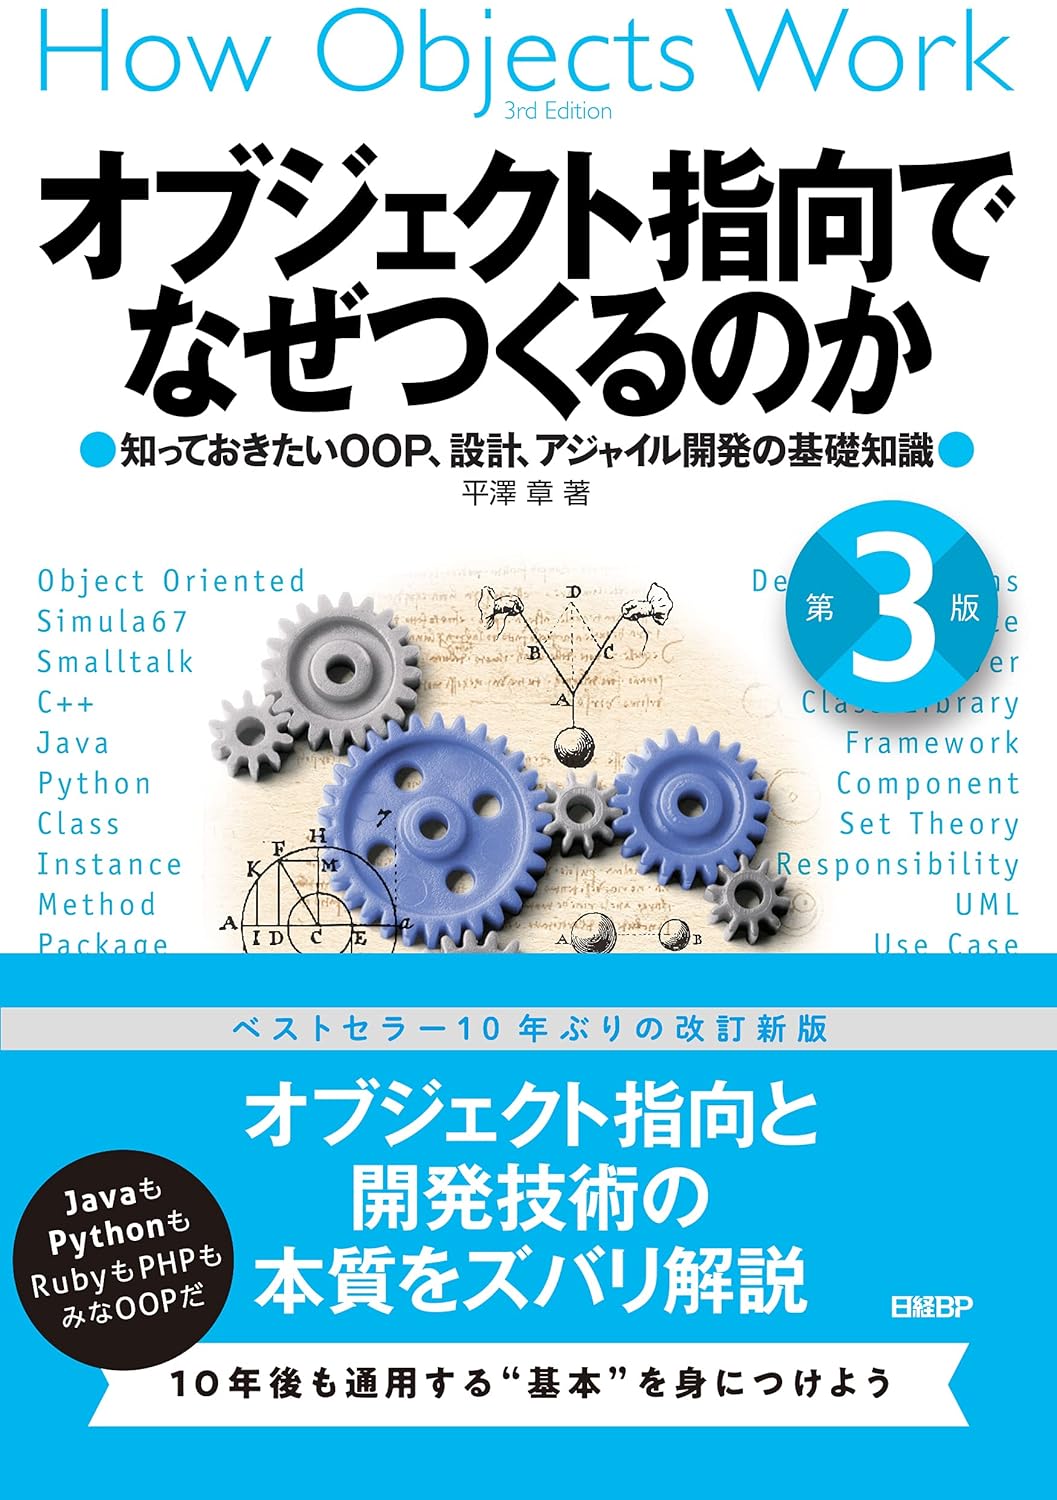 How Objects Work
3rd Edition
オブジェクト指向で
なぜつくるのか
●知っておきたいOOP、設計、アジャイル開発の基礎知識●
平澤 章 著
第3版
Object Oriented
Simula67
Smalltalk
C++
Java
Python
Class
Instance
Method
Package
Library
Framework
Component
Set Theory
Responsibility
UML
Use Case
D
B
C
A
7
H
F
K
M
A
I
D
C
E
a
A
B
ベストセラー10年ぶりの改訂新版
オブジェクト指向と
開発技術の
本質をズバリ解説
Javaも
Pythonも
RubyもPHPも
みなOOPだ
日経BP
10年後も通用する“基本”を身につけよう